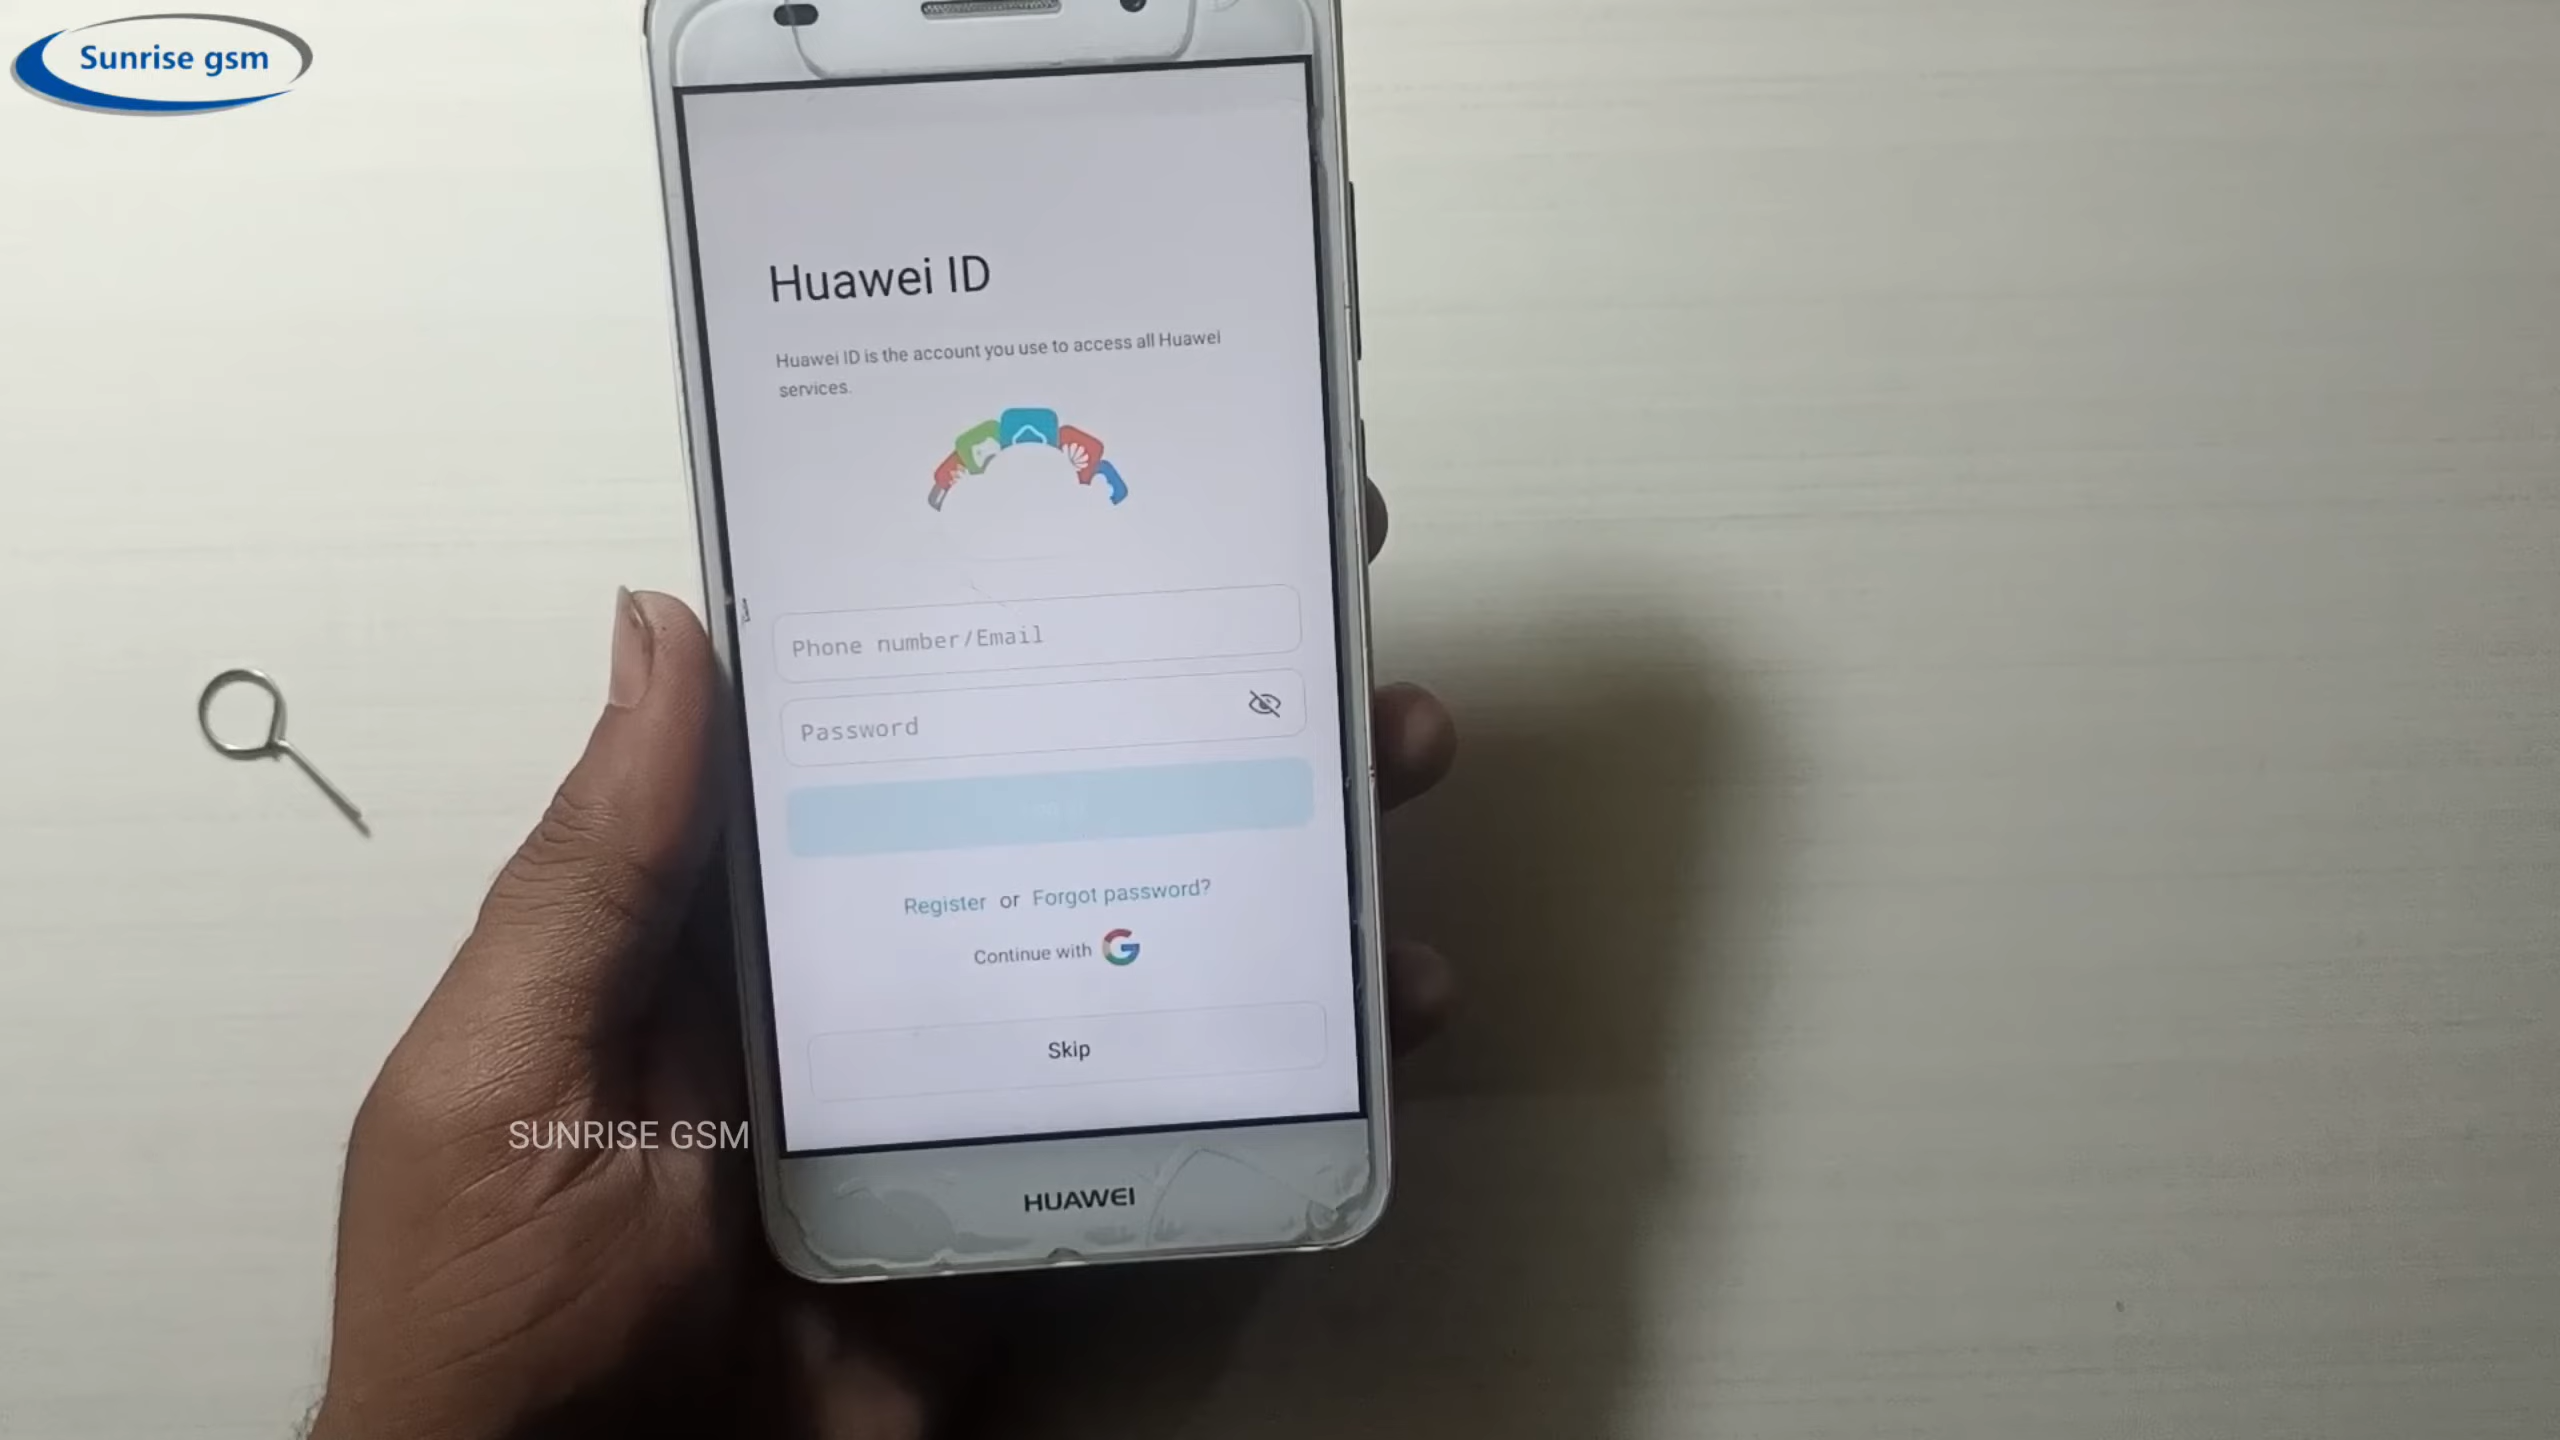 Sunrise gsm
Huawei ID
Huawei ID is the account you use to access all Huawei
services.
Phone number/Email
Password
Register or Forgot password?
Continue with
Skip
SUNRISE GSM
HUAWEI